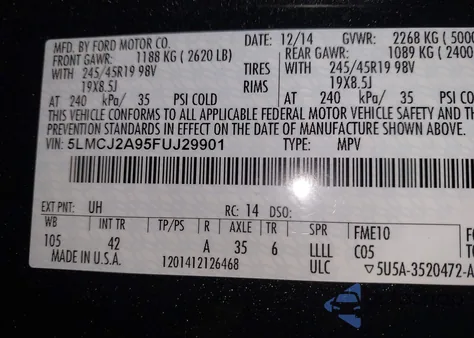 MFD. BY FORD MOTOR CO. DATE: 12/14 GVWR: 2268 KG (5000
FRONT GAWR: 1188 KG (2620 LB) REAR GAWR: 1089 KG (2400
WITH 245/45R19 98V TIRES WITH 245/45R19 98V
19X8.5J RIMS 19X8.5J
AT 240 kPa/ 35 PSI COLD AT 240 kPa/ 35 PSI COLD
THIS VEHICLE CONFORMS TO ALL APPLICABLE FEDERAL MOTOR VEHICLE SAFETY AND BUMPER
PREVENTION STANDARDS IN EFFECT ON THE DATE OF MANUFACTURE SHOWN ABOVE.
VIN: 5LMCJ2A95FUJ29901 TYPE: MPV
EXT PNT: UH RC: 14 DSO:
WB INT TR TP/PS R AXLE TR SPR FME10
105 42 A 35 6 LLLL C05
MADE IN U.S.A. 1201412126468 ULC ▽5U5A-3520472-A